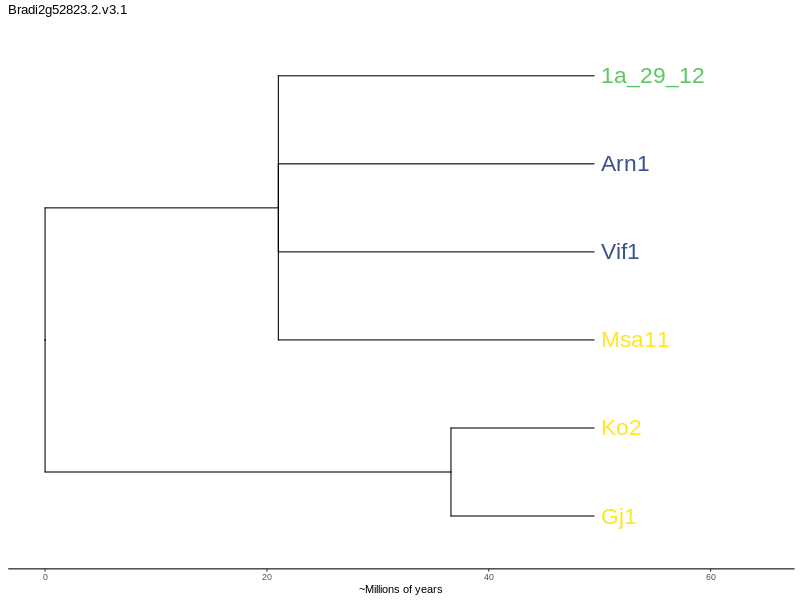 Bradi2g52823.2.v3.1
1a_29_12
Arn1
Vif1
Msa11
Ko2
Gj1
0 20 40 60
~Millions of years